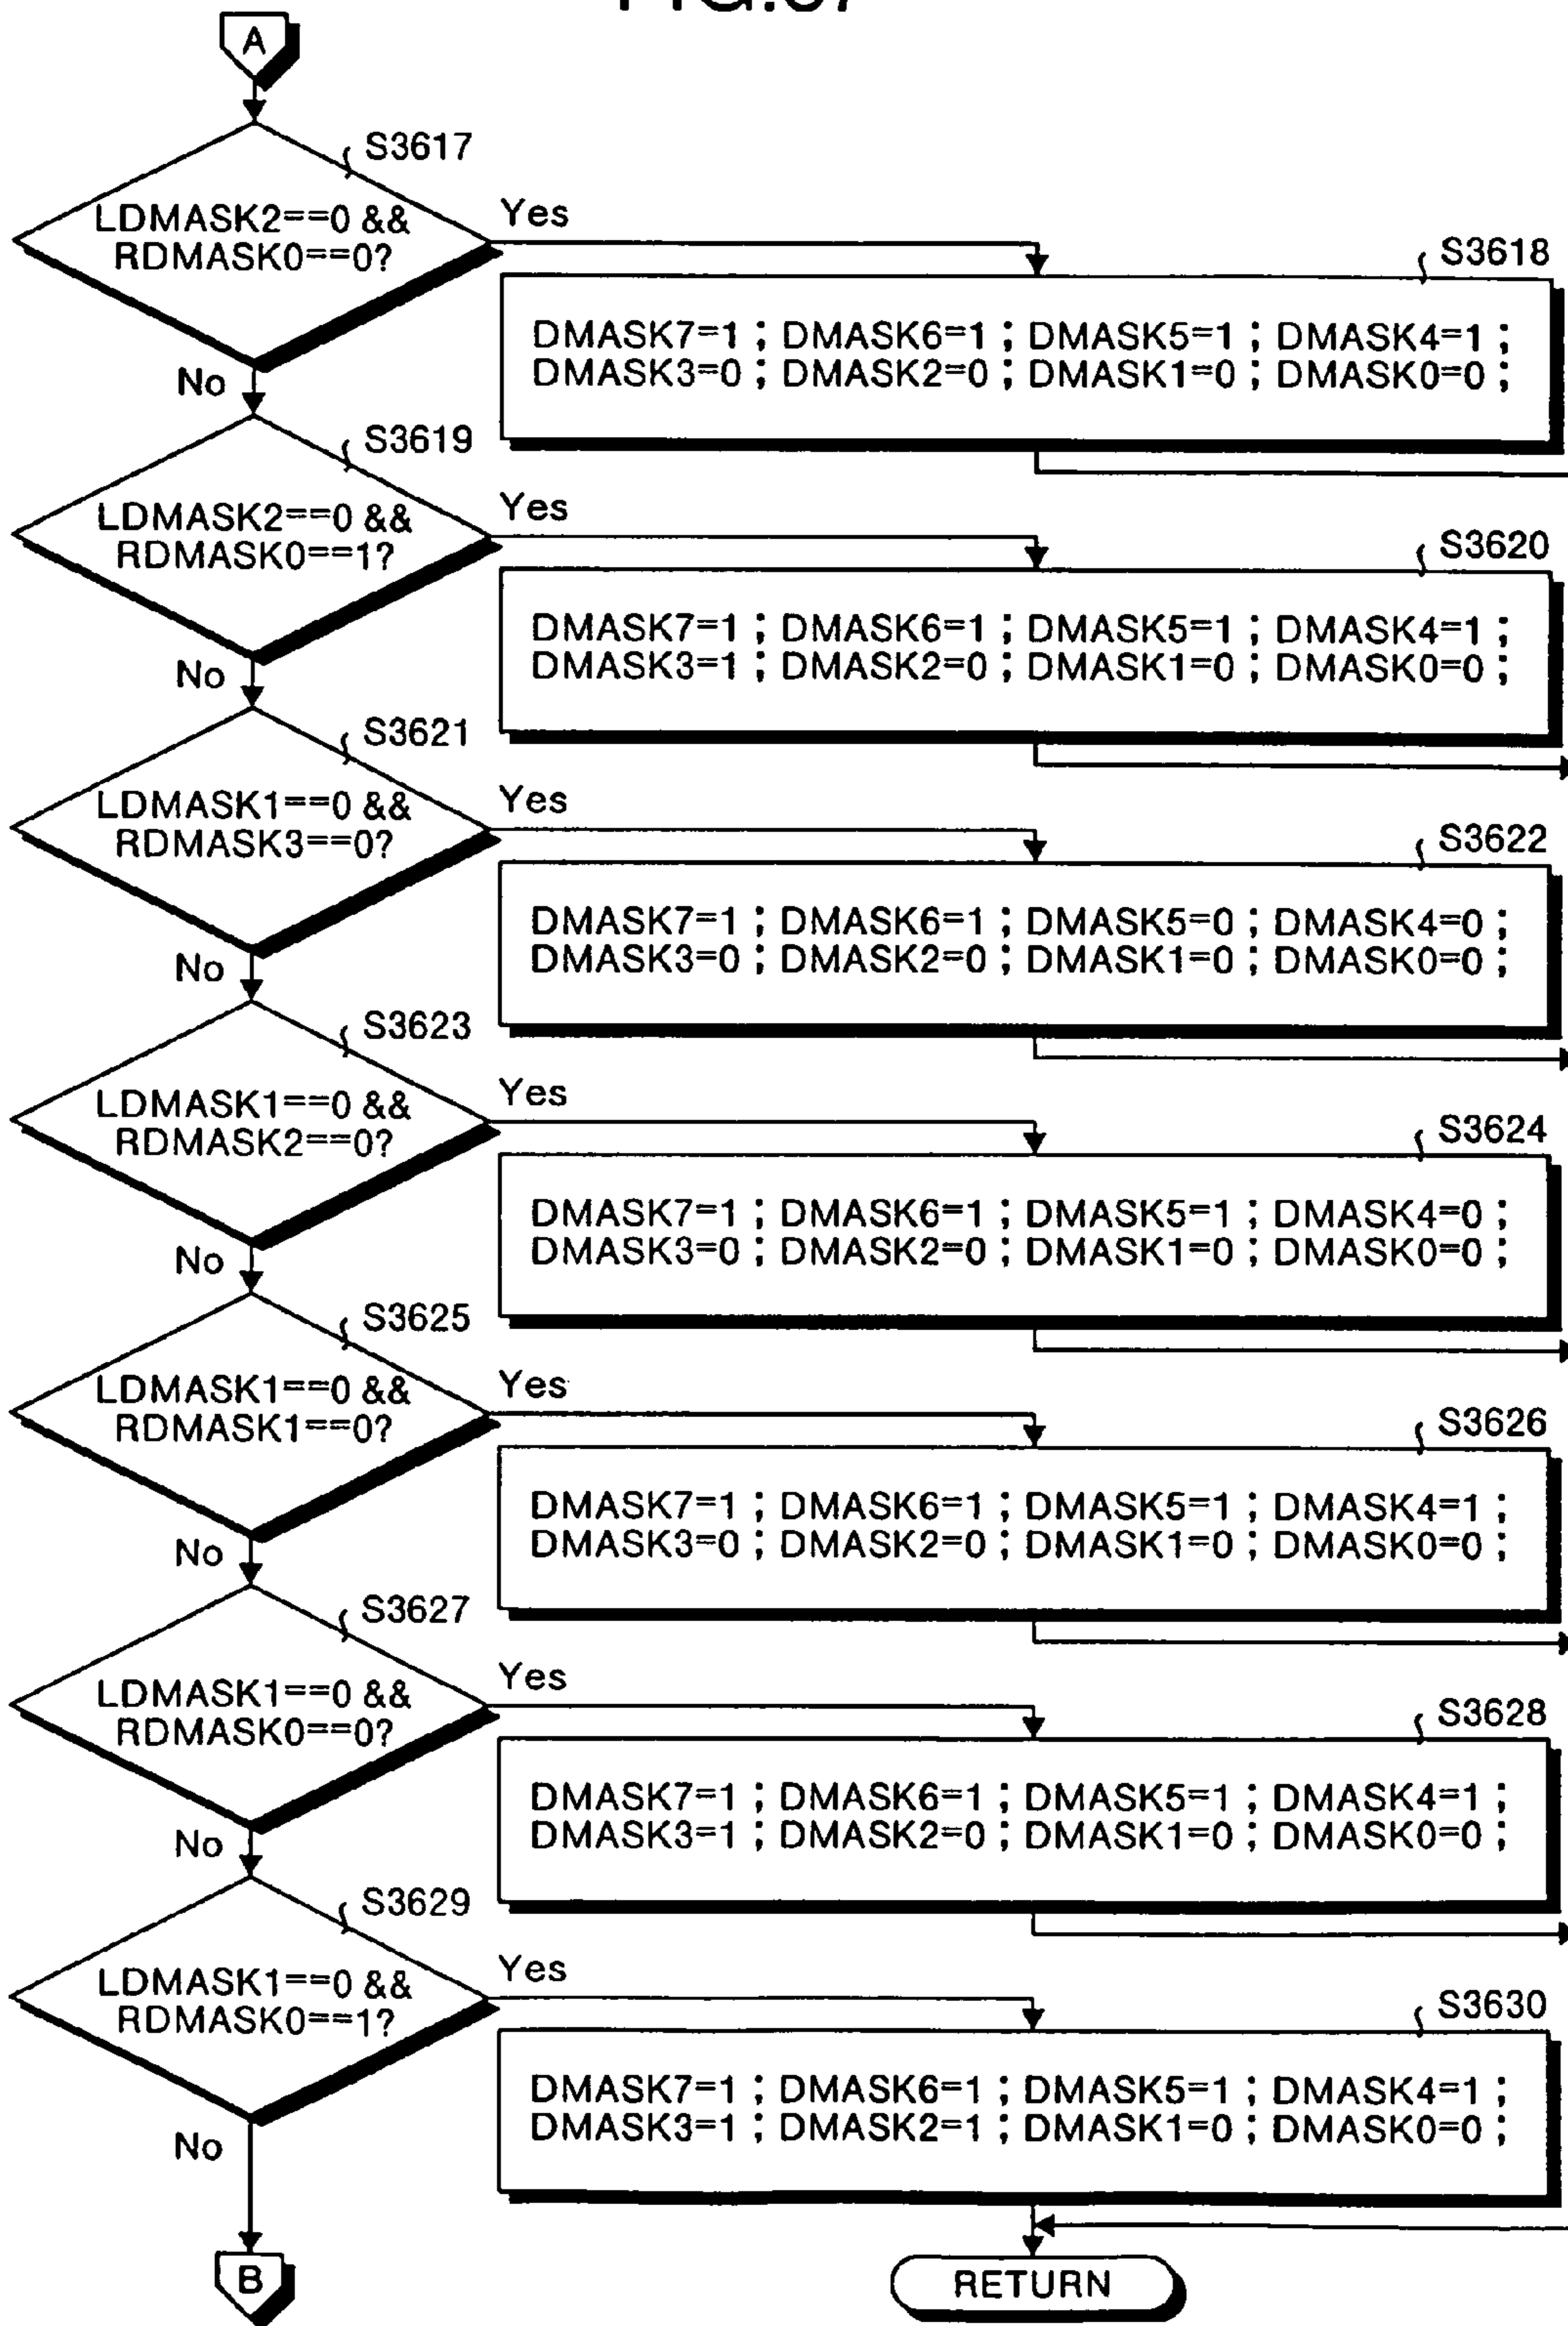 A
S3617
LDMASK2==0 &&
RDMASK0==0?
Yes
No
S3618
DMASK7=1 ; DMASK6=1 ; DMASK5=1 ; DMASK4=1 ;
DMASK3=0 ; DMASK2=0 ; DMASK1=0 ; DMASK0=0 ;
S3619
LDMASK2==0 &&
RDMASK0==1?
Yes
No
S3620
DMASK7=1 ; DMASK6=1 ; DMASK5=1 ; DMASK4=1 ;
DMASK3=1 ; DMASK2=0 ; DMASK1=0 ; DMASK0=0 ;
S3621
LDMASK1==0 &&
RDMASK3==0?
Yes
No
S3622
DMASK7=1 ; DMASK6=1 ; DMASK5=0 ; DMASK4=0 ;
DMASK3=0 ; DMASK2=0 ; DMASK1=0 ; DMASK0=0 ;
S3623
LDMASK1==0 &&
RDMASK2==0?
Yes
No
S3624
DMASK7=1 ; DMASK6=1 ; DMASK5=1 ; DMASK4=0 ;
DMASK3=0 ; DMASK2=0 ; DMASK1=0 ; DMASK0=0 ;
S3625
LDMASK1==0 &&
RDMASK1==0?
Yes
No
S3626
DMASK7=1 ; DMASK6=1 ; DMASK5=1 ; DMASK4=1 ;
DMASK3=0 ; DMASK2=0 ; DMASK1=0 ; DMASK0=0 ;
S3627
LDMASK1==0 &&
RDMASK0==0?
Yes
No
S3628
DMASK7=1 ; DMASK6=1 ; DMASK5=1 ; DMASK4=1 ;
DMASK3=1 ; DMASK2=0 ; DMASK1=0 ; DMASK0=0 ;
S3629
LDMASK1==0 &&
RDMASK0==1?
Yes
No
S3630
DMASK7=1 ; DMASK6=1 ; DMASK5=1 ; DMASK4=1 ;
DMASK3=1 ; DMASK2=1 ; DMASK1=0 ; DMASK0=0 ;
B
RETURN